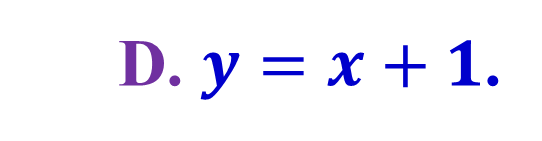 D. y = x + 1.